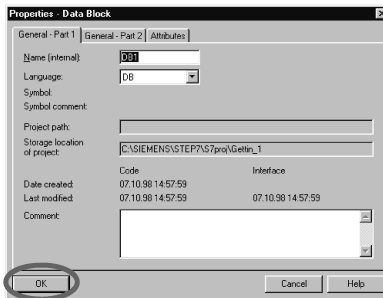 Properties - Data Block
General - Part 1 General - Part 2 Attributes
Name (internal): DB1
Language: DB
Symbol:
Symbol comment:
Project path:
Storage location of project: C:\SIEMENS\STEP7\S7proj\Gettin_1
Code Interface
Date created: 07.10.98 14:57:59
Last modified: 07.10.98 14:57:59 07.10.98 14:57:59
Comment:
OK Cancel Help